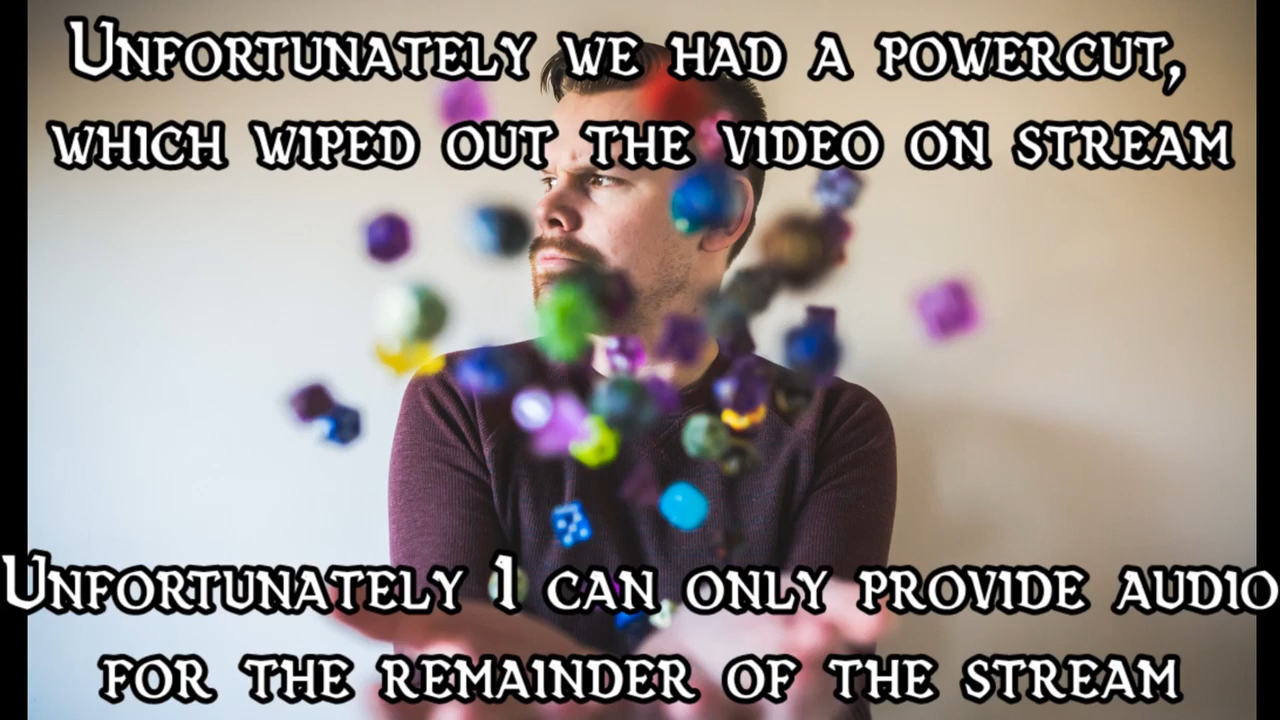 Unfortunately we had a powercut,
which wiped out the video on stream
Unfortunately I can only provide audio
for the remainder of the stream